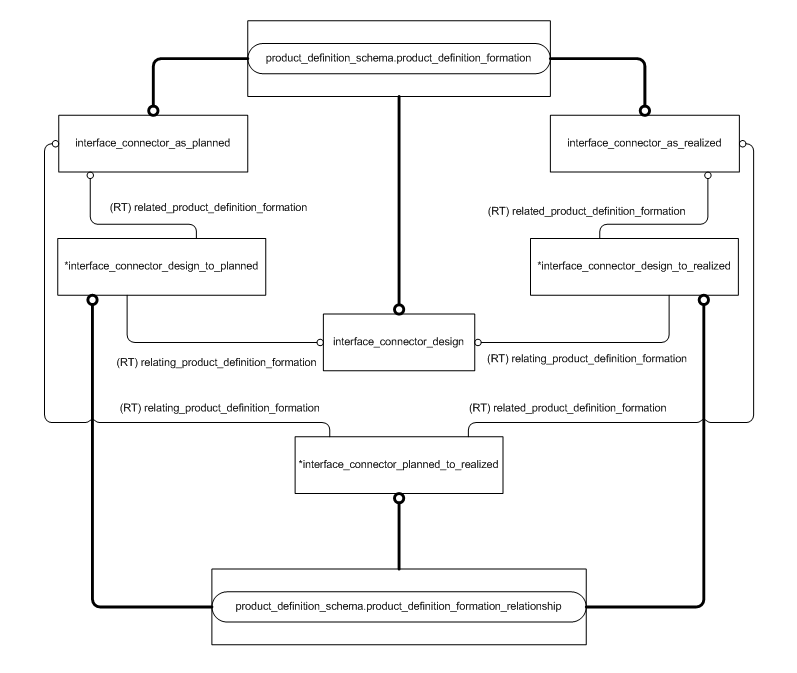 product_definition_schema.product_definition_formation
interface_connector_as_planned
interface_connector_as_realized
(RT) related_product_definition_formation
(RT) related_product_definition_formation
*interface_connector_design_to_planned
*interface_connector_design_to_realized
interface_connector_design
(RT) relating_product_definition_formation
(RT) relating_product_definition_formation
(RT) relating_product_definition_formation
(RT) related_product_definition_formation
*interface_connector_planned_to_realized
product_definition_schema.product_definition_formation_relationship